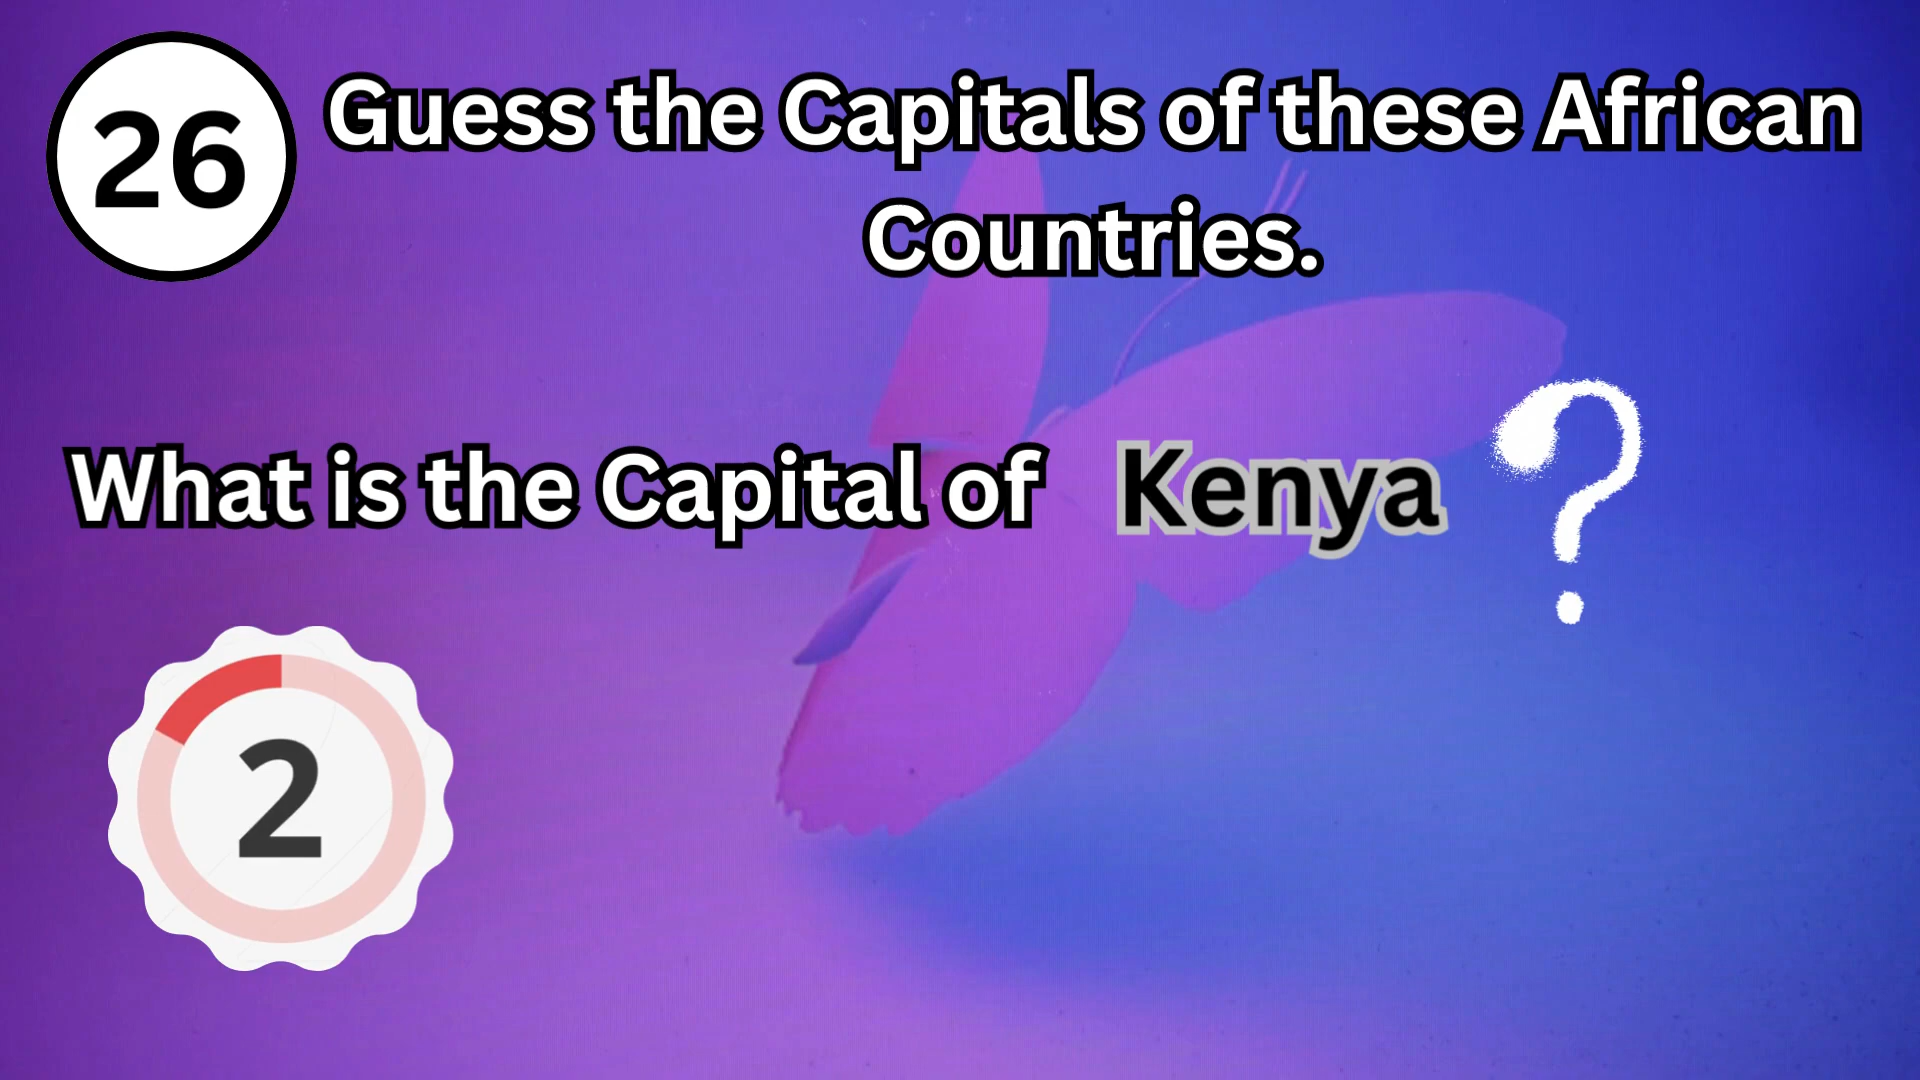 26
Guess the Capitals of these African
Countries.
What is the Capital of Kenya ?
2